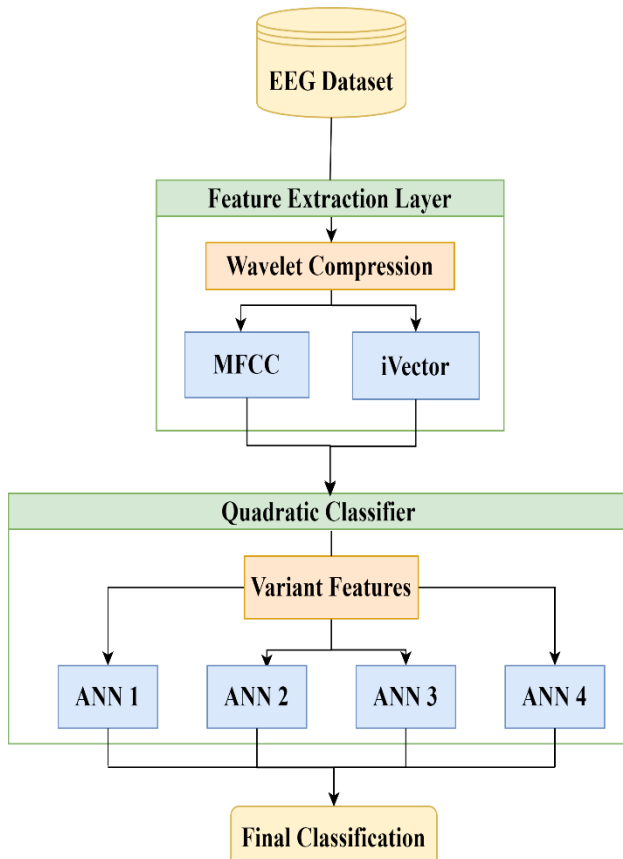 EEG Dataset
Feature Extraction Layer
Wavelet Compression
MFCC
iVector
Quadratic Classifier
Variant Features
ANN 1
ANN 2
ANN 3
ANN 4
Final Classification